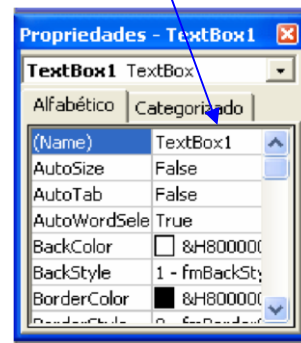 Propriedades - TextBox1
TextBox1 TextBox
Alfabético Categorizado
(Name) TextBox1
AutoSize False
AutoTab False
AutoWordSele True
BackColor &H800000
BackStyle 1 - fmBackSty
BorderColor &H800000